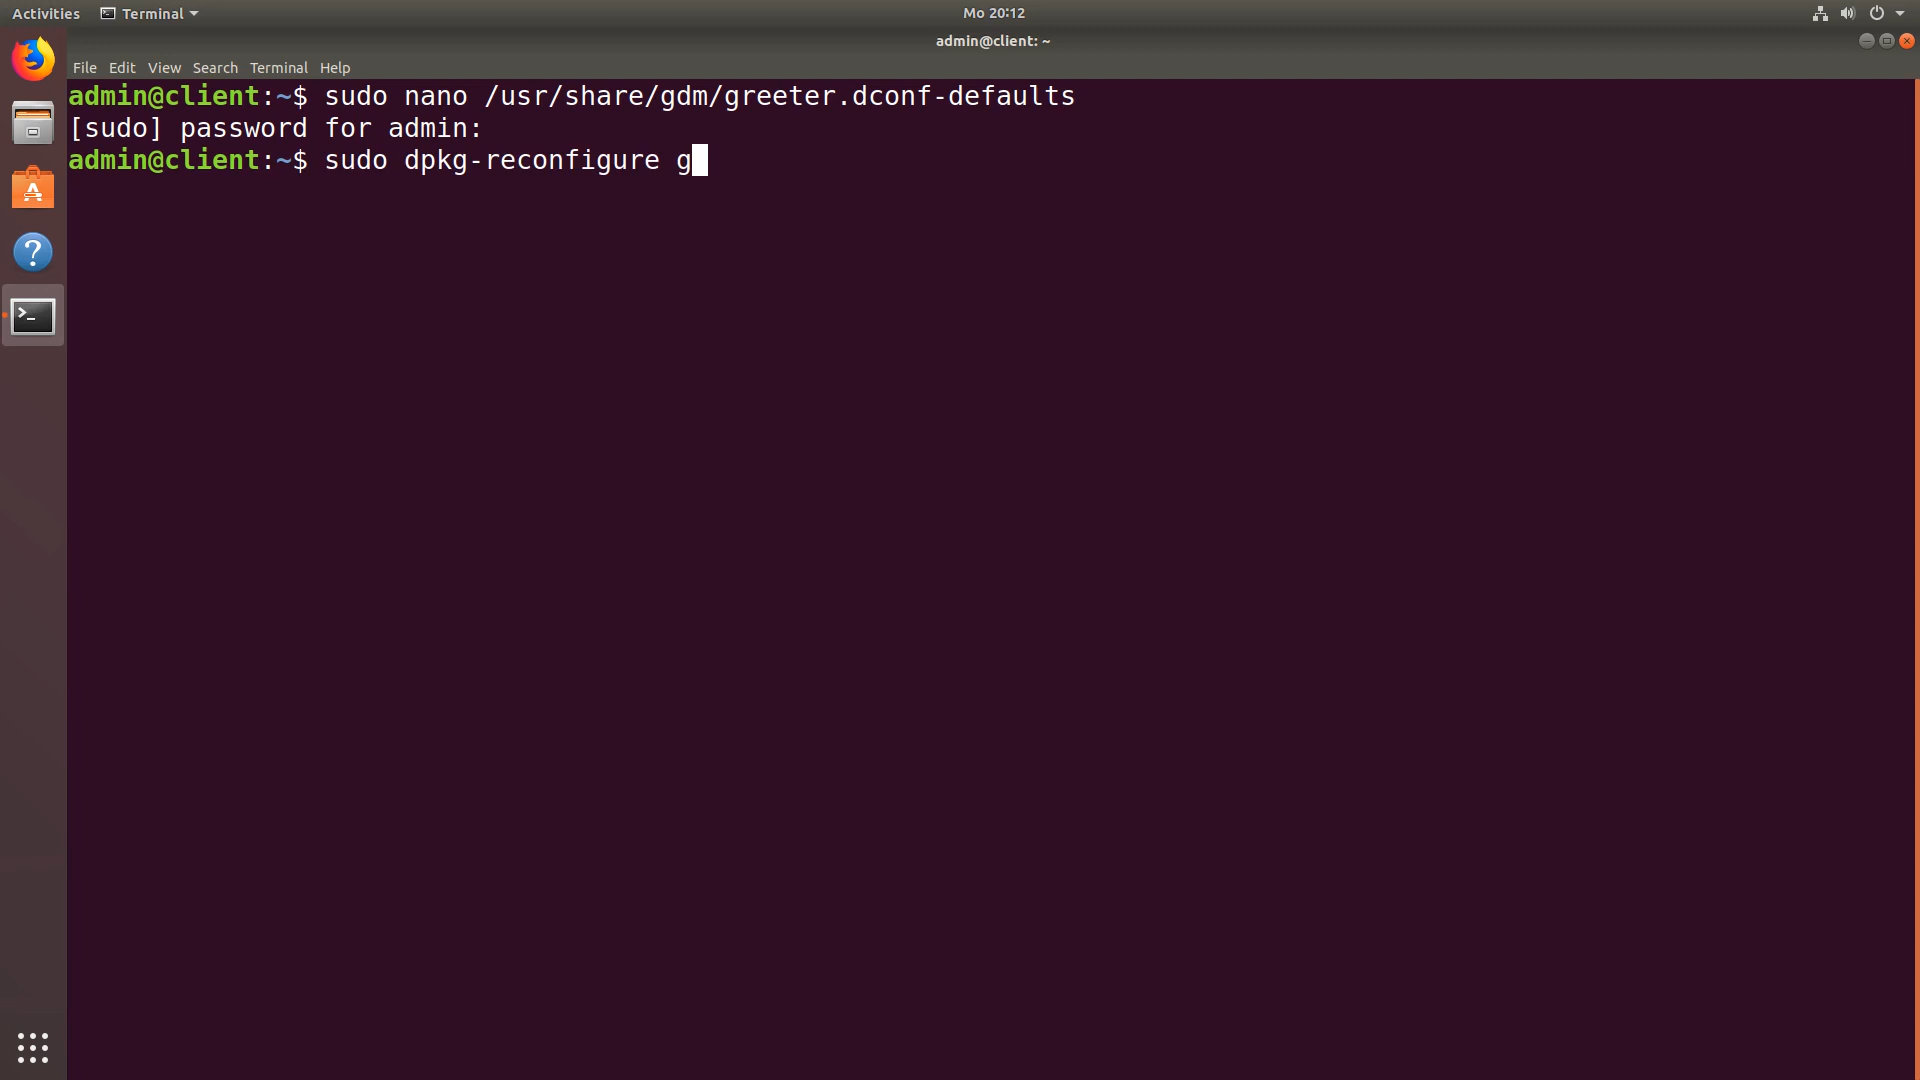 Activities Terminal Mo 20:12
admin@client: ~
File Edit View Search Terminal Help
admin@client:~$ sudo nano /usr/share/gdm/greeter.dconf-defaults
[sudo] password for admin:
admin@client:~$ sudo dpkg-reconfigure g